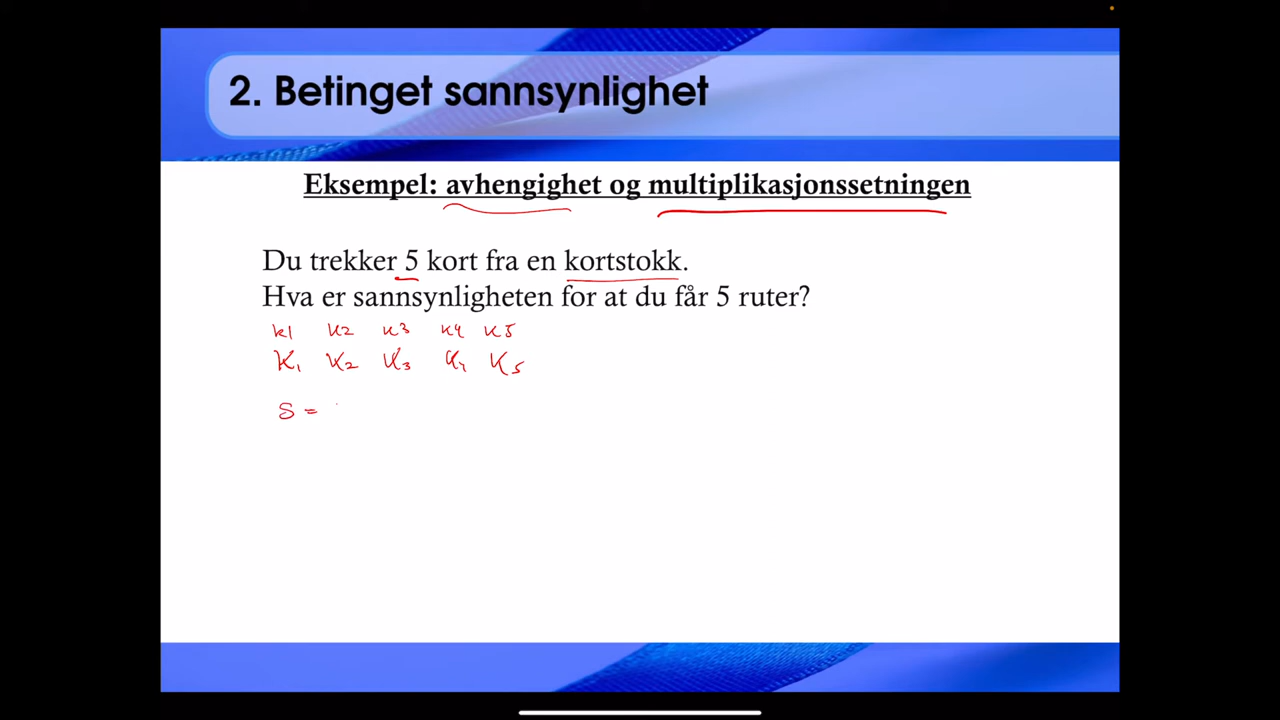 2. Betinget sannsynlighet
Eksempel: avhengighet og multiplikasjonssetningen
Du trekker 5 kort fra en kortstokk.
Hva er sannsynligheten for at du får 5 ruter?
K1 K2 K3 K4 K5
K₁ K₂ K₃ K₄ K₅
S =